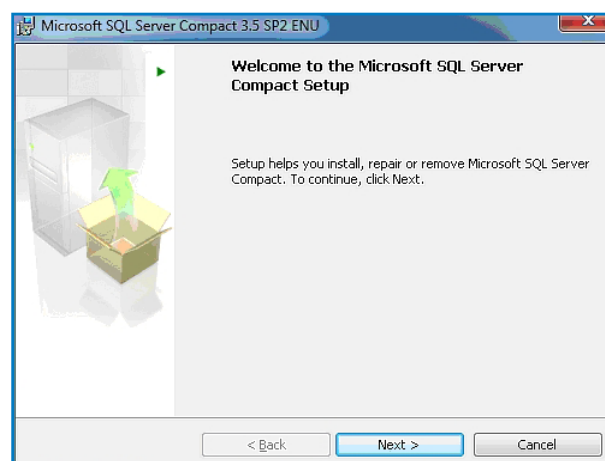 Microsoft SQL Server Compact 3.5 SP2 ENU
Welcome to the Microsoft SQL Server
Compact Setup
Setup helps you install, repair or remove Microsoft SQL Server
Compact. To continue, click Next.
< Back
Next >
Cancel